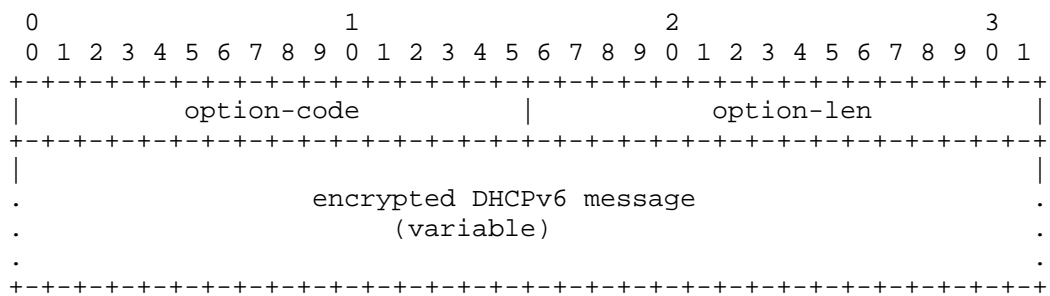 0                   1                   2                   3
 0 1 2 3 4 5 6 7 8 9 0 1 2 3 4 5 6 7 8 9 0 1 2 3 4 5 6 7 8 9 0 1
+-+-+-+-+-+-+-+-+-+-+-+-+-+-+-+-+-+-+-+-+-+-+-+-+-+-+-+-+-+-+-+-+
|          option-code          |           option-len          |
+-+-+-+-+-+-+-+-+-+-+-+-+-+-+-+-+-+-+-+-+-+-+-+-+-+-+-+-+-+-+-+-+
|                                                               |
.                  encrypted DHCPv6 message                     .
.                       (variable)                              .
.                                                               .
+-+-+-+-+-+-+-+-+-+-+-+-+-+-+-+-+-+-+-+-+-+-+-+-+-+-+-+-+-+-+-+-+